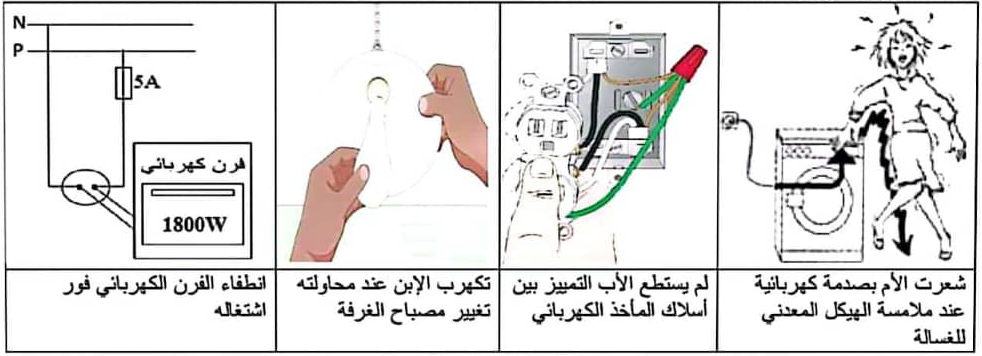 N
P
5A
فرن كهربائي
1800W
شعرت الأم بصدمة كهربائية
عند ملامسة الهيكل المعدني
للغسالة
لم يستطع الأب التمييز بين
أسلاك المأخذ الكهربائي
تكهرب الإبن عند محاولته
تغيير مصباح الغرفة
انطفاء الفرن الكهربائي فور
اشتغاله